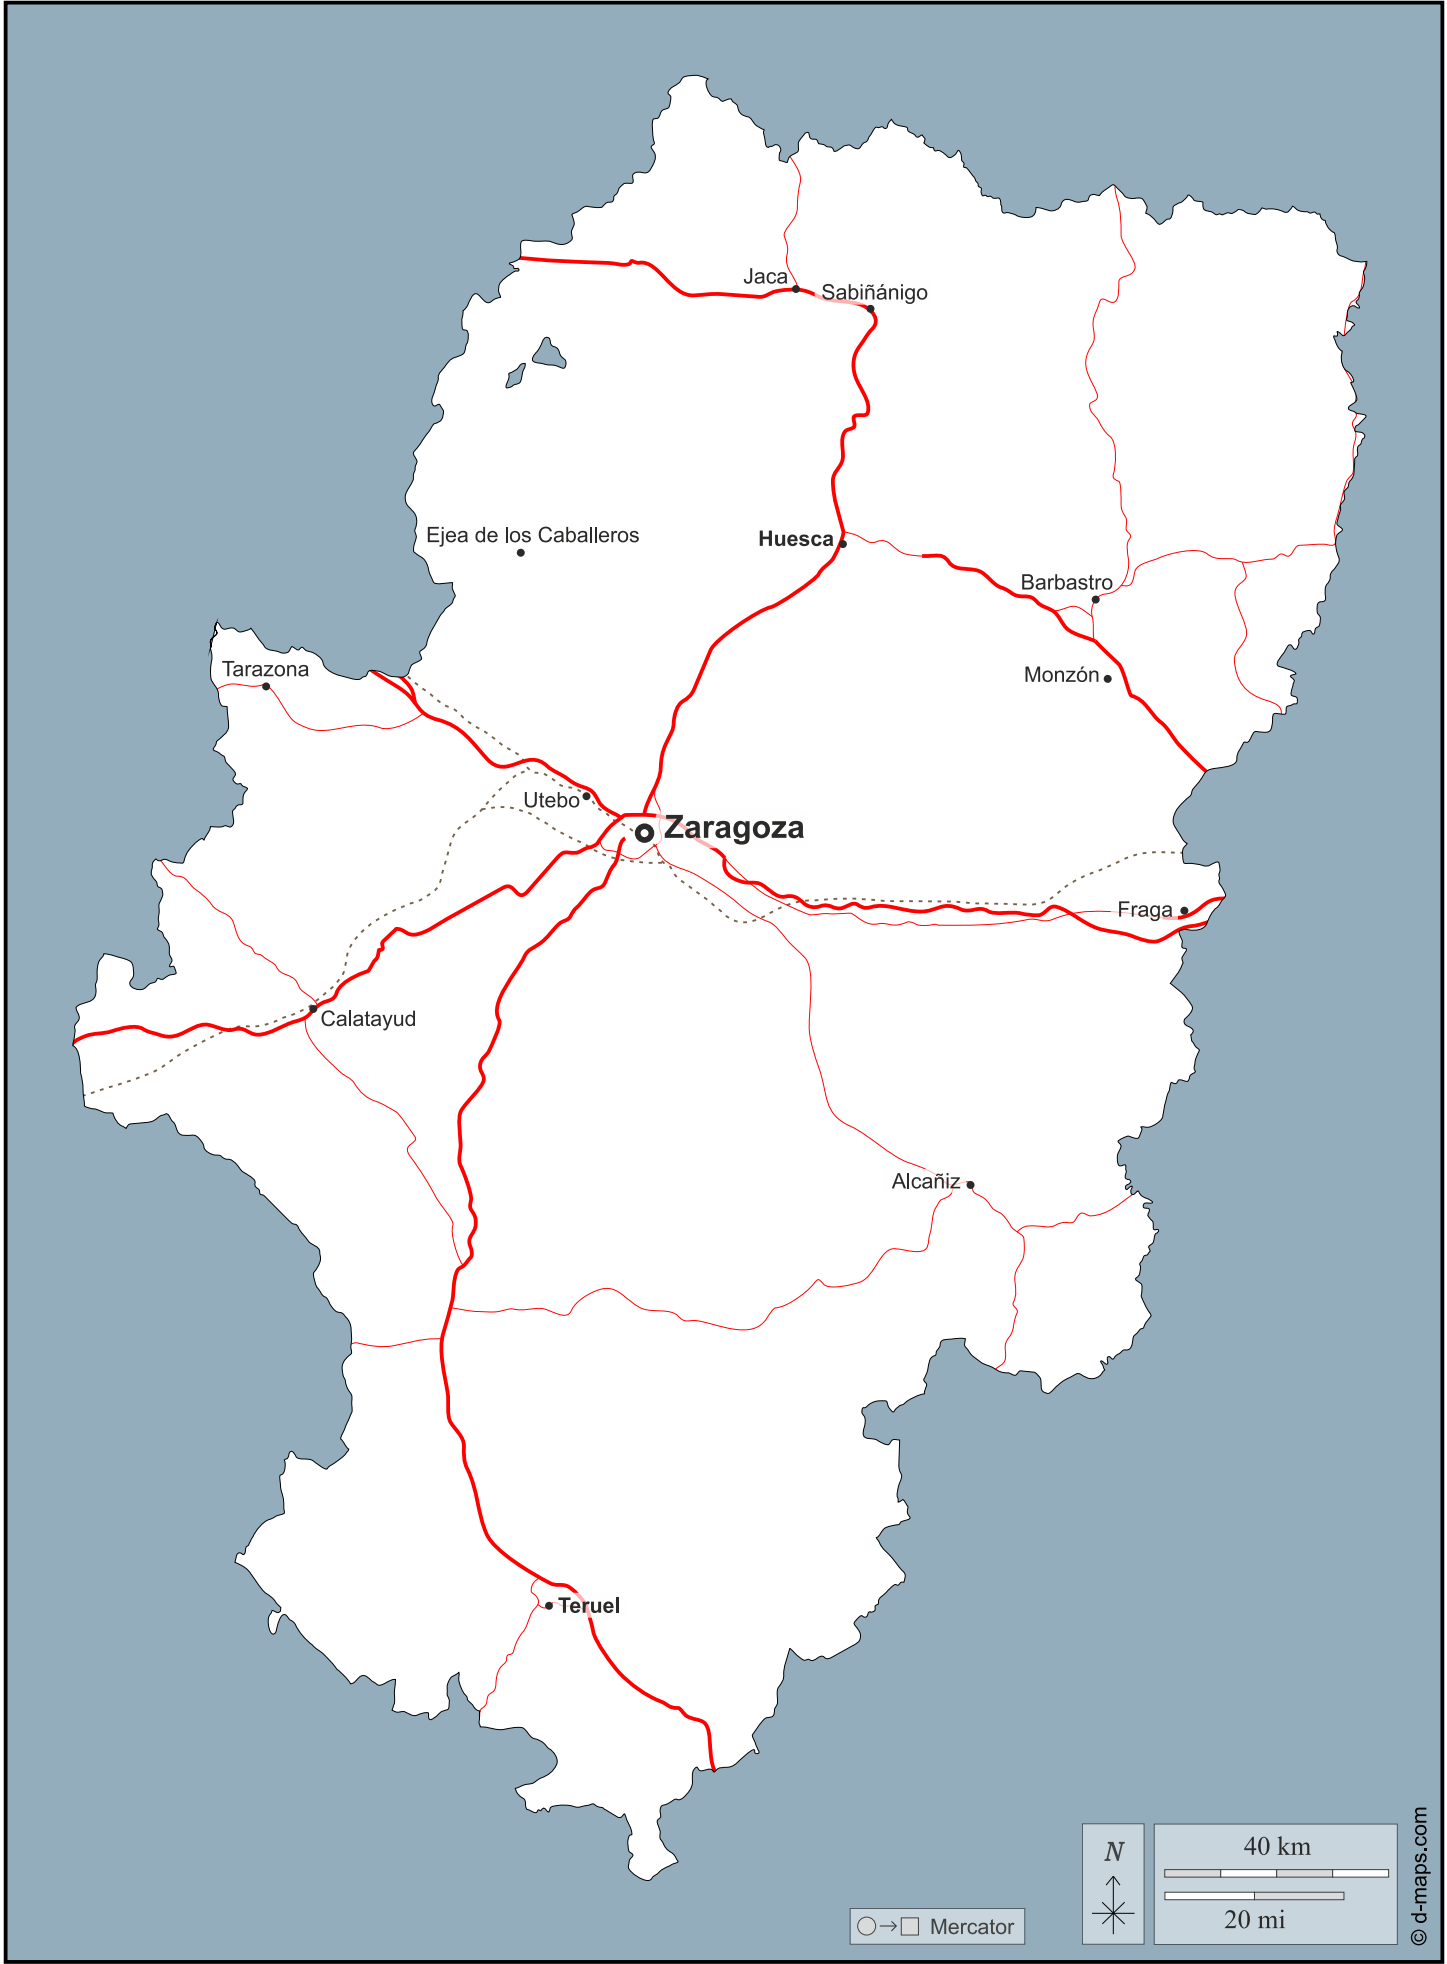 Jaca
Sabiñánigo
Ejea de los Caballeros
Huesca
Barbastro
Tarazona
Monzón
Utebo
Zaragoza
Fraga
Calatayud
Alcañiz
Teruel
N
40 km
20 mi
Mercator
© d-maps.com